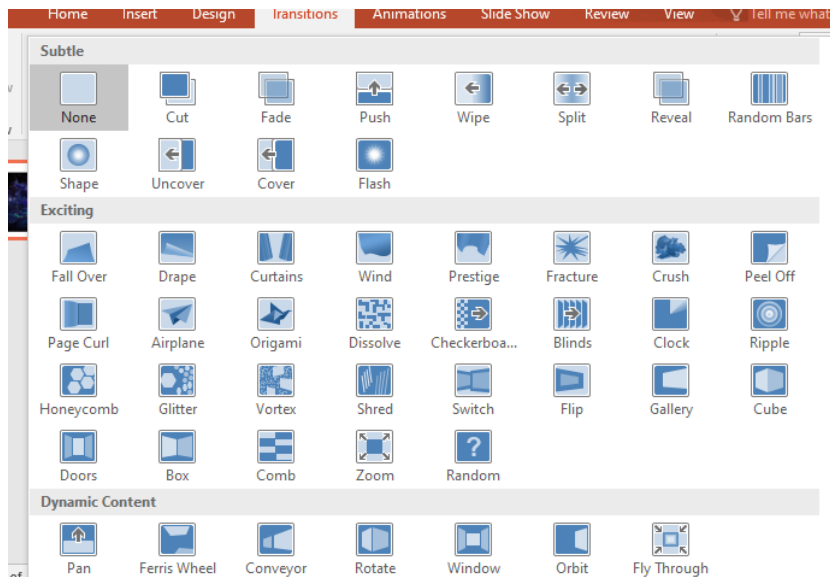 Home Insert Design Transitions Animations Slide Show Review View Tell me what
Subtle
None Cut Fade Push Wipe Split Reveal Random Bars
Shape Uncover Cover Flash
Exciting
Fall Over Drape Curtains Wind Prestige Fracture Crush Peel Off
Page Curl Airplane Origami Dissolve Checkerboa... Blinds Clock Ripple
Honeycomb Glitter Vortex Shred Switch Flip Gallery Cube
Doors Box Comb Zoom Random
Dynamic Content
Pan Ferris Wheel Conveyor Rotate Window Orbit Fly Through
of